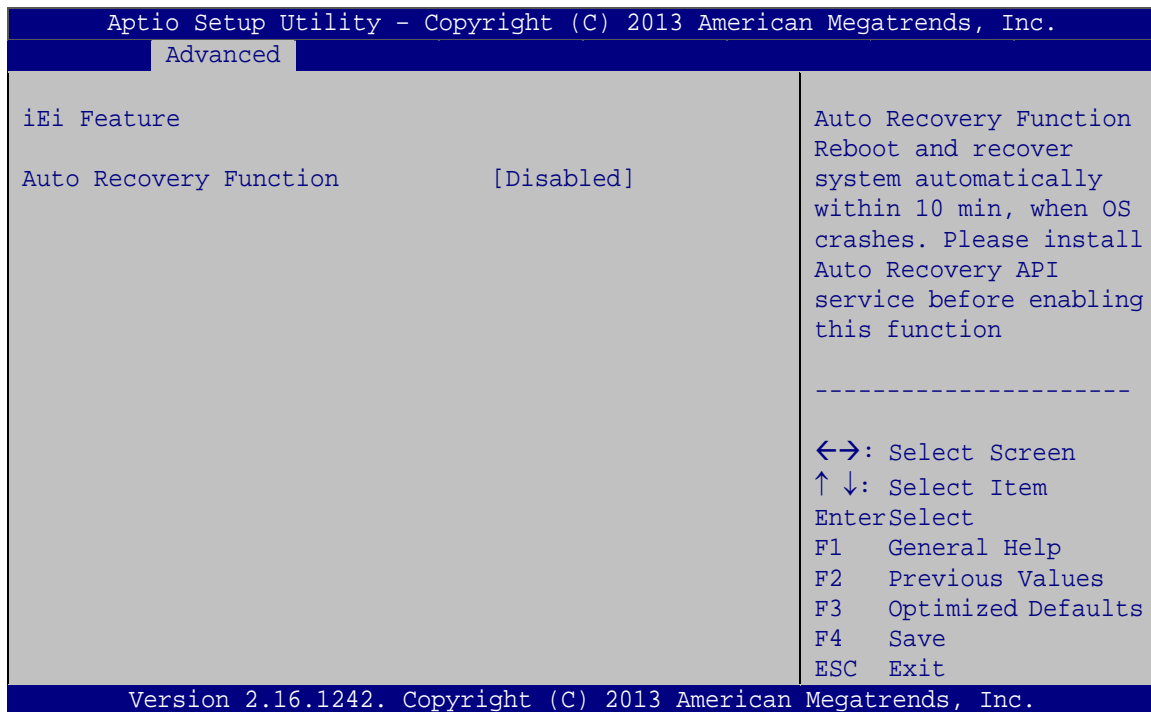 Aptio Setup Utility – Copyright (C) 2013 American Megatrends, Inc.
Advanced
iEi Feature
Auto Recovery Function [Disabled]
Auto Recovery Function
Reboot and recover
system automatically
within 10 min, when OS
crashes. Please install
Auto Recovery API
service before enabling
this function
----------------------
←→: Select Screen
↑ ↓: Select Item
EnterSelect
F1 General Help
F2 Previous Values
F3 Optimized Defaults
F4 Save
ESC Exit
Version 2.16.1242. Copyright (C) 2013 American Megatrends, Inc.